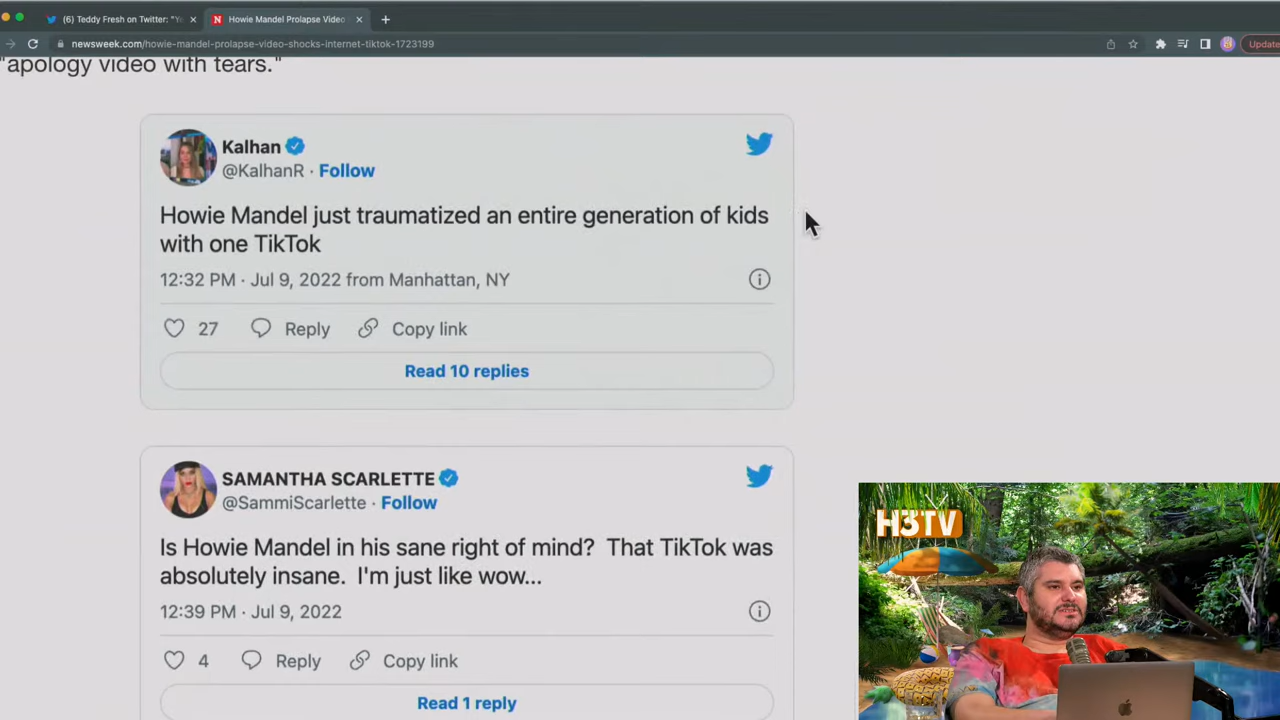 (6) Teddy Fresh on Twitter: "Ye
Howie Mandel Prolapse Video
newsweek.com/howie-mandel-prolapse-video-shocks-internet-tiktok-1723199
Update
"apology video with tears."
Kalhan
@KalhanR · Follow
Howie Mandel just traumatized an entire generation of kids
with one TikTok
12:32 PM · Jul 9, 2022 from Manhattan, NY
27 Reply Copy link
Read 10 replies
SAMANTHA SCARLETTE
@SammiScarlette · Follow
Is Howie Mandel in his sane right of mind? That TikTok was
absolutely insane. I'm just like wow...
12:39 PM · Jul 9, 2022
4 Reply Copy link
Read 1 reply
H3TV